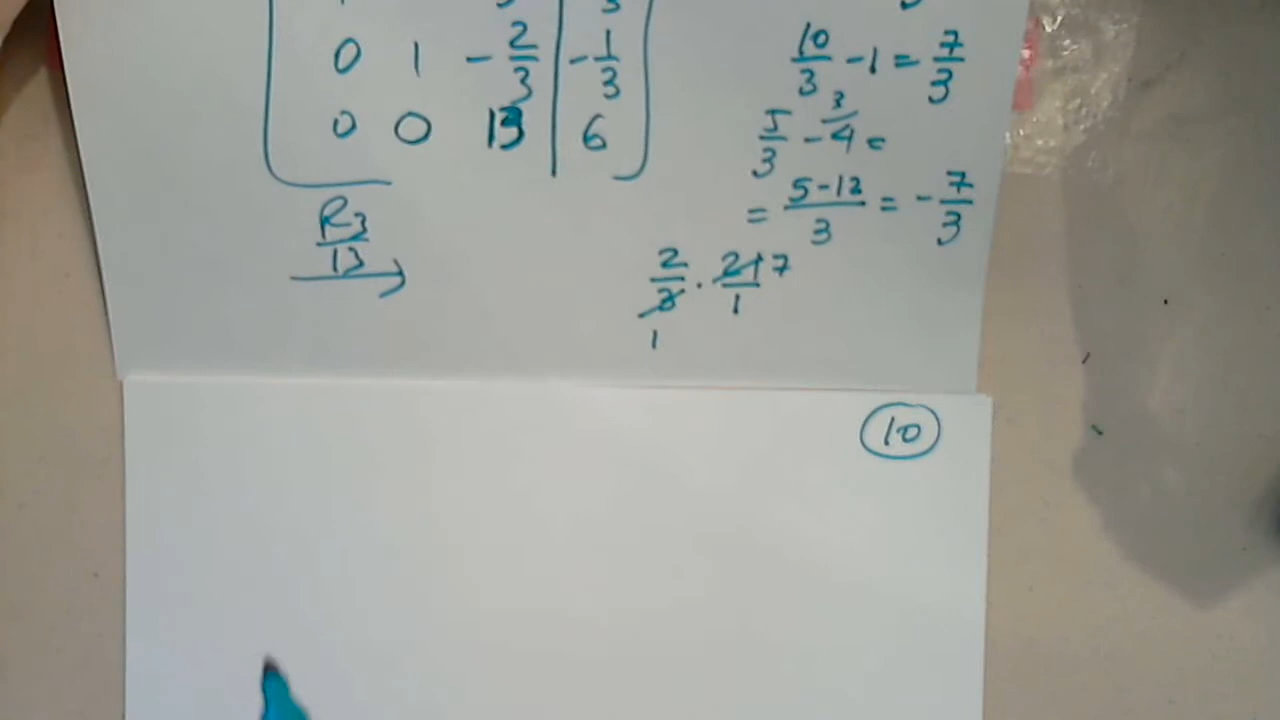 0 1 -2/3 | -1/3
0 0 13 | 6
R3/13 →
10/3 - 1 = 7/3
5/3 - 3/4 =
= 5-12/3 = -7/3
2/3 · 21/1 7
1
10